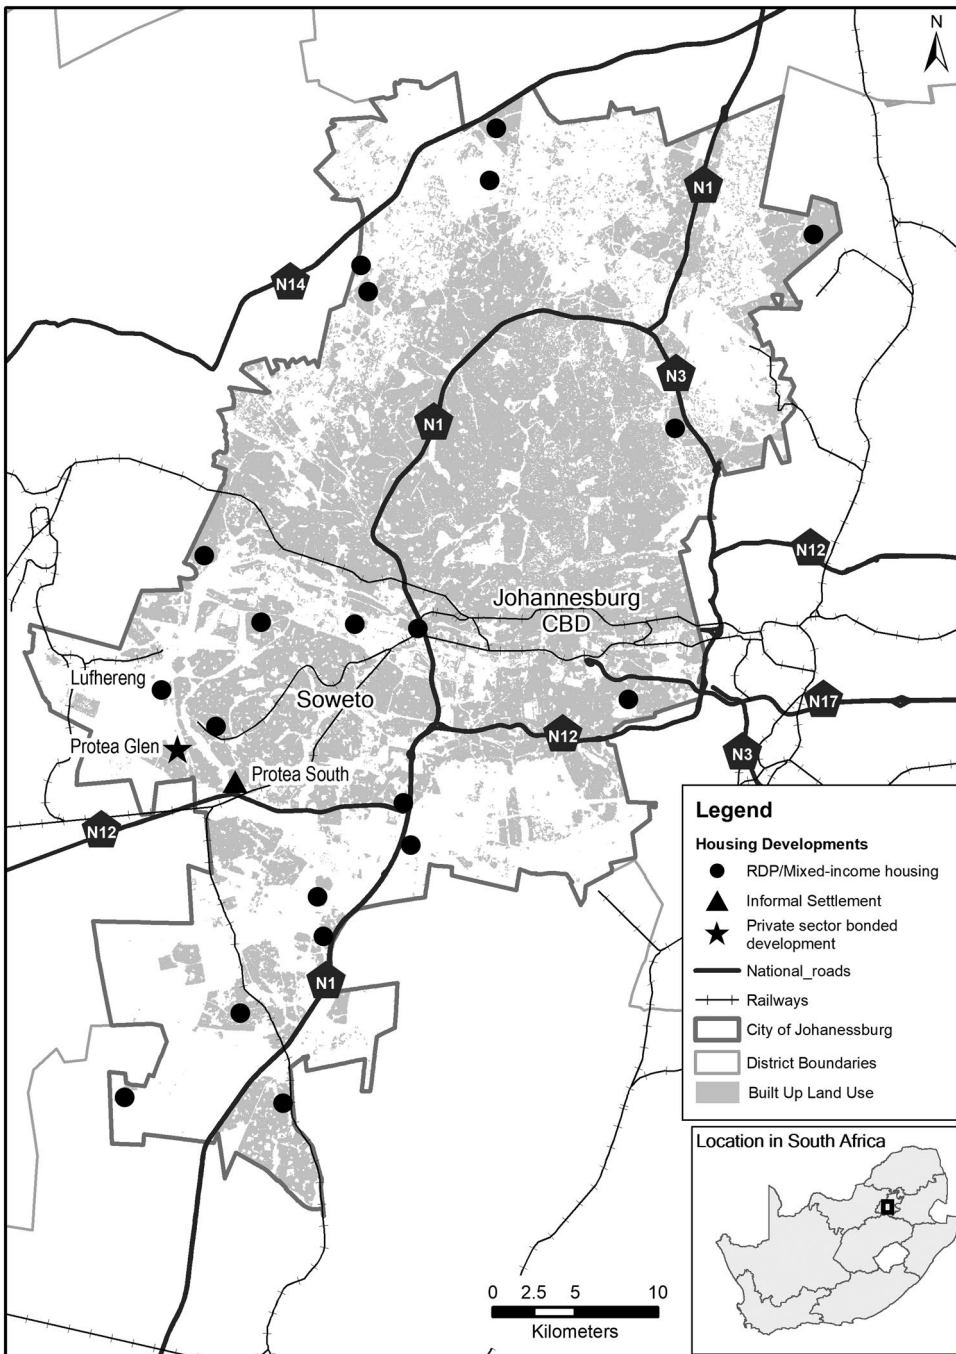 N
N1
N14
N3
N1
N12
Johannesburg
CBD
Lufhereng
Soweto
N17
Protea Glen
N12
N3
Protea South
N12
N1
Legend
Housing Developments
RDP/Mixed-income housing
Informal Settlement
Private sector bonded
development
National_roads
Railways
City of Johanessburg
District Boundaries
Built Up Land Use
Location in South Africa
0 2.5 5 10
Kilometers